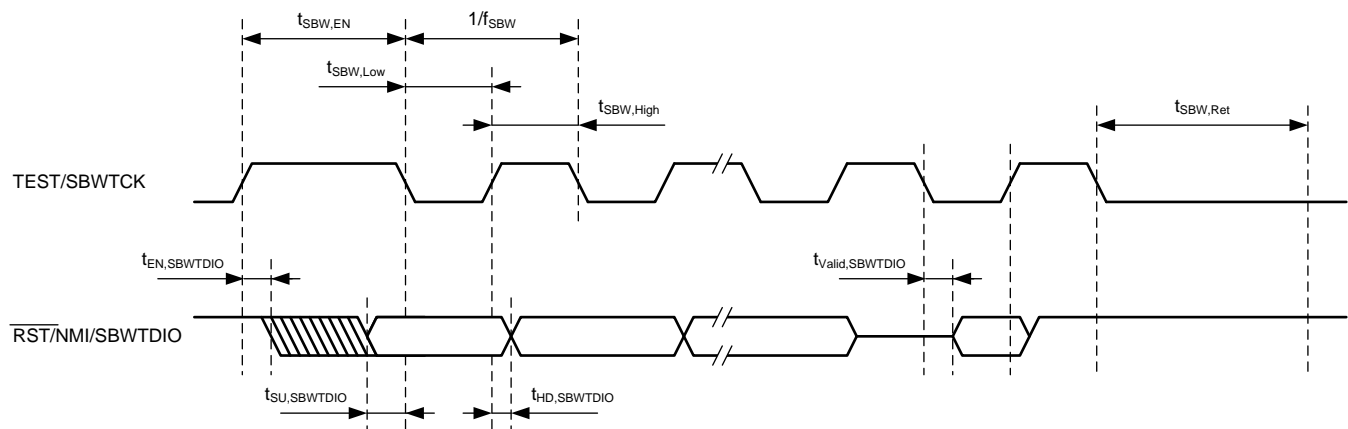 tSBW,EN
1/fSBW
tSBW,Low
tSBW,High
tSBW,Ret
TEST/SBWTCK
tEN,SBWTDIO
tValid,SBWTDIO
RST/NMI/SBWTDIO
tSU,SBWTDIO
tHD,SBWTDIO